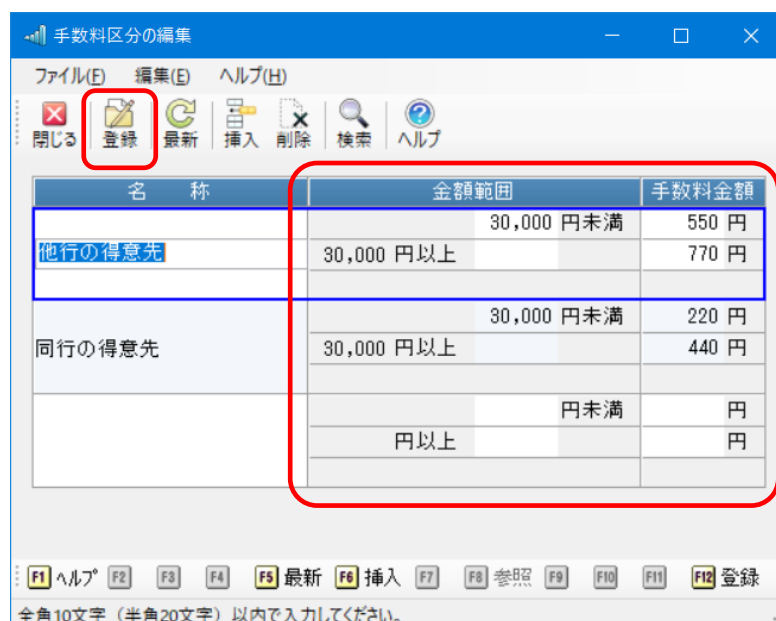 手数料区分の編集
ファイル(F) 編集(E) ヘルプ(H)
閉じる 登録 最新 挿入 削除 検索 ヘルプ
名 称 金額範囲 手数料金額
30,000 円未満 550 円
他行の得意先 30,000 円以上 770 円
30,000 円未満 220 円
同行の得意先 30,000 円以上 440 円
円未満 円
円以上 円
F1 ヘルプ F2 F3 F4 F5 最新 F6 挿入 F7 F8 参照 F9 F10 F11 F12 登録
全角10文字（半角20文字）以内で入力してください。